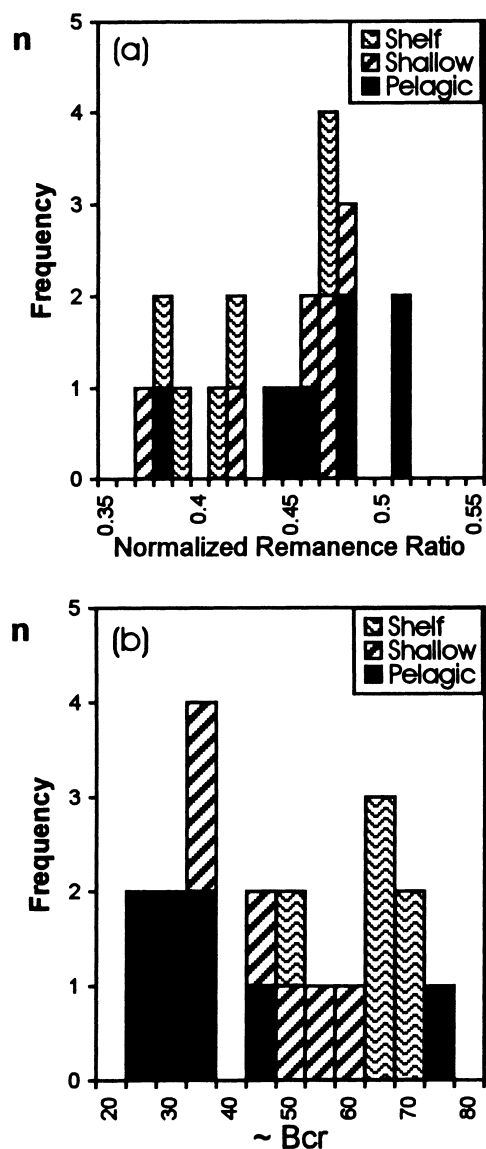 n
(a)
Shelf
Shallow
Pelagic
5
4
3
2
1
0
Frequency
0.35 0.4 0.45 0.5 0.55
Normalized Remanence Ratio
n
(b)
Shelf
Shallow
Pelagic
5
4
3
2
1
0
Frequency
20 30 40 50 60 70 80
~ Bcr